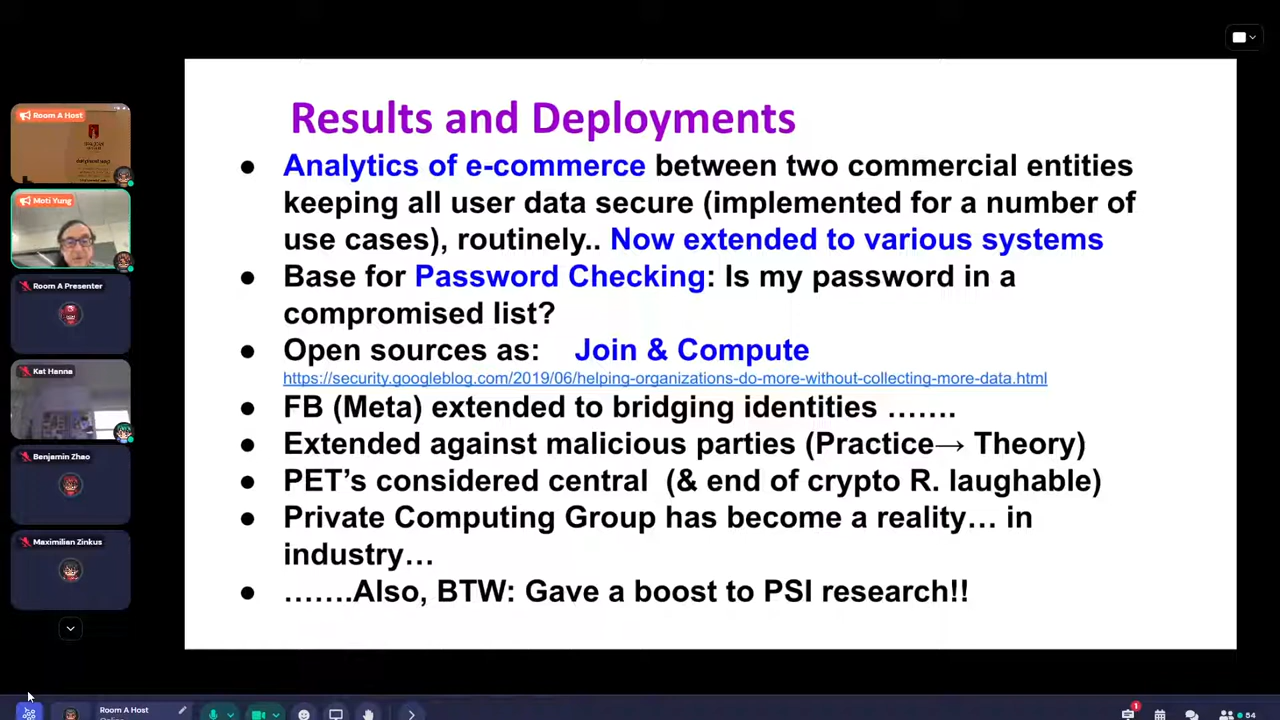 Room A Host
Moti Yung
Room A Presenter
Kat Hanna
Benjamin Zhao
Maximilian Zinkus
Results and Deployments
● Analytics of e-commerce between two commercial entities
keeping all user data secure (implemented for a number of
use cases), routinely.. Now extended to various systems
● Base for Password Checking: Is my password in a
compromised list?
● Open sources as: Join & Compute
https://security.googleblog.com/2019/06/helping-organizations-do-more-without-collecting-more-data.html
● FB (Meta) extended to bridging identities …….
● Extended against malicious parties (Practice→ Theory)
● PET’s considered central (& end of crypto R. laughable)
● Private Computing Group has become a reality… in
industry…
● …….Also, BTW: Gave a boost to PSI research!!
Room A Host
1
54